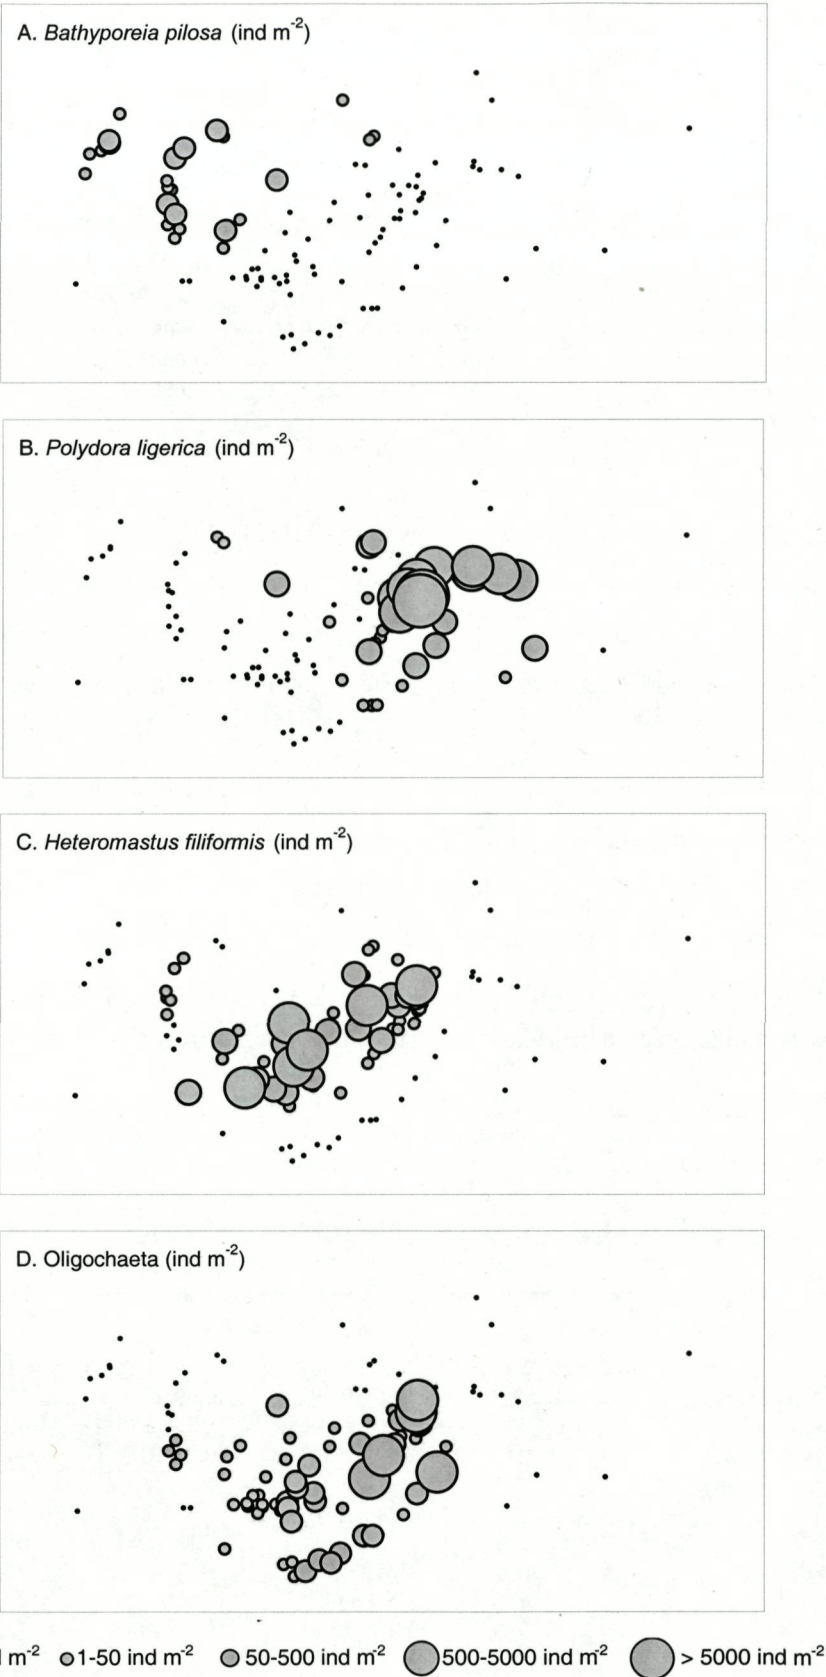 A. Bathyporeia pilosa (ind m-2)
B. Polydora ligerica (ind m-2)
C. Heteromastus filiformis (ind m-2)
D. Oligochaeta (ind m-2)
m-2 1-50 ind m-2 50-500 ind m-2 500-5000 ind m-2 > 5000 ind m-2